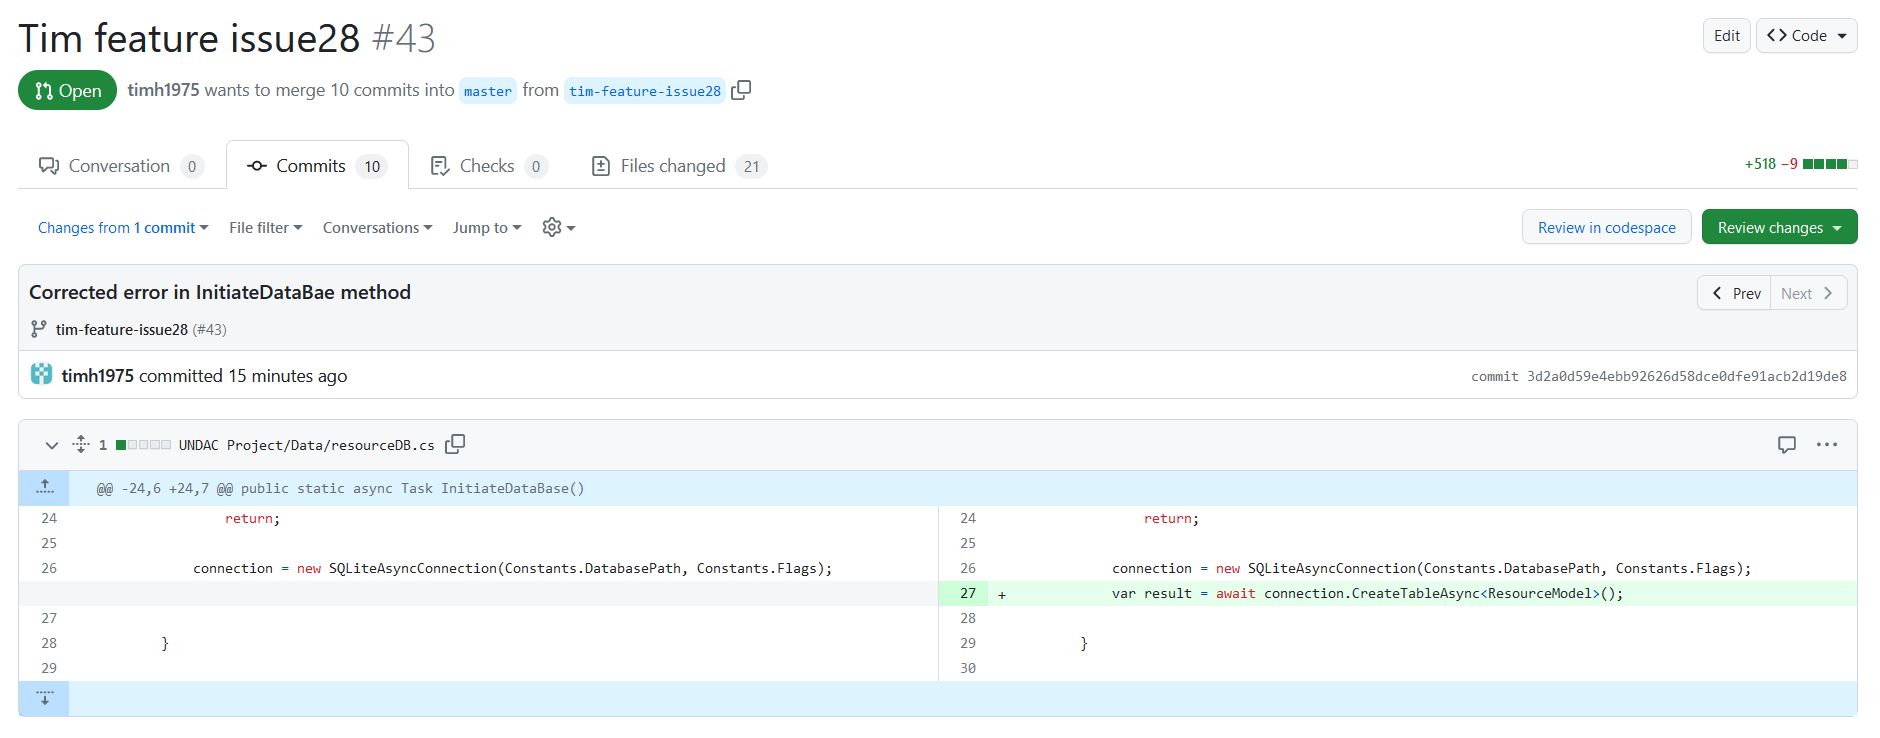 Tim feature issue28 #43
Edit
<> Code
Open
timh1975 wants to merge 10 commits into master from tim-feature-issue28
Conversation 0
Commits 10
Checks 0
Files changed 21
+518 −9
Changes from 1 commit
File filter
Conversations
Jump to
Review in codespace
Review changes
Corrected error in InitiateDataBae method
Prev
Next
tim-feature-issue28 (#43)
timh1975 committed 15 minutes ago
commit 3d2a0d59e4ebb92626d58dce0dfe91acb2d19de8
1 UNDAC Project/Data/resourceDB.cs
@@ -24,6 +24,7 @@ public static async Task InitiateDataBase()
24 return;
25
26 connection = new SQLiteAsyncConnection(Constants.DatabasePath, Constants.Flags);
27
28 }
29
24 return;
25
26 connection = new SQLiteAsyncConnection(Constants.DatabasePath, Constants.Flags);
27 + var result = await connection.CreateTableAsync<ResourceModel>();
28
29 }
30